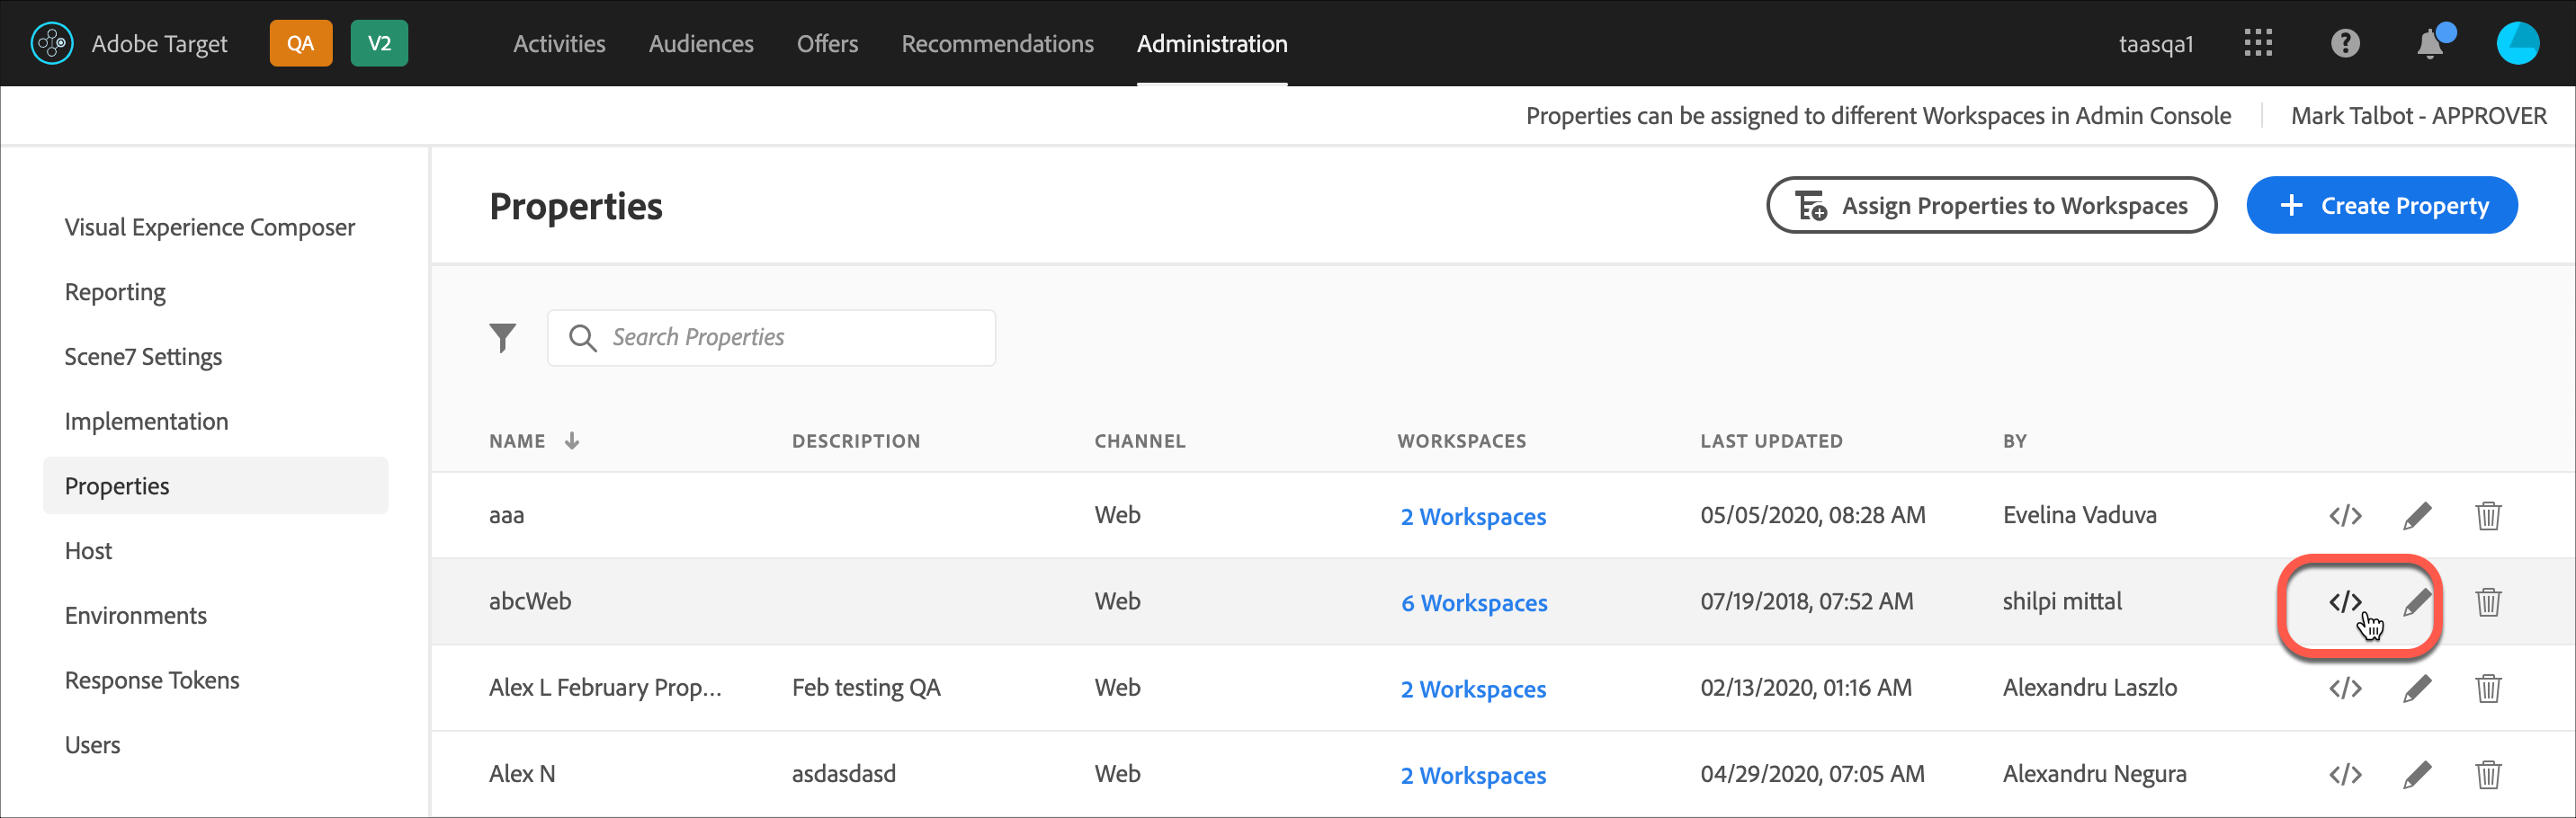 Adobe Target QA V2 Activities Audiences Offers Recommendations Administration taasqa1
Properties can be assigned to different Workspaces in Admin Console Mark Talbot - APPROVER
Properties Assign Properties to Workspaces + Create Property
Visual Experience Composer
Reporting
Scene7 Settings
Implementation
Properties
Host
Environments
Response Tokens
Users
Search Properties
NAME DESCRIPTION CHANNEL WORKSPACES LAST UPDATED BY
aaa Web 2 Workspaces 05/05/2020, 08:28 AM Evelina Vaduva
abcWeb Web 6 Workspaces 07/19/2018, 07:52 AM shilpi mittal
Alex L February Prop... Feb testing QA Web 2 Workspaces 02/13/2020, 01:16 AM Alexandru Laszlo
Alex N asdasdasd Web 2 Workspaces 04/29/2020, 07:05 AM Alexandru Negura